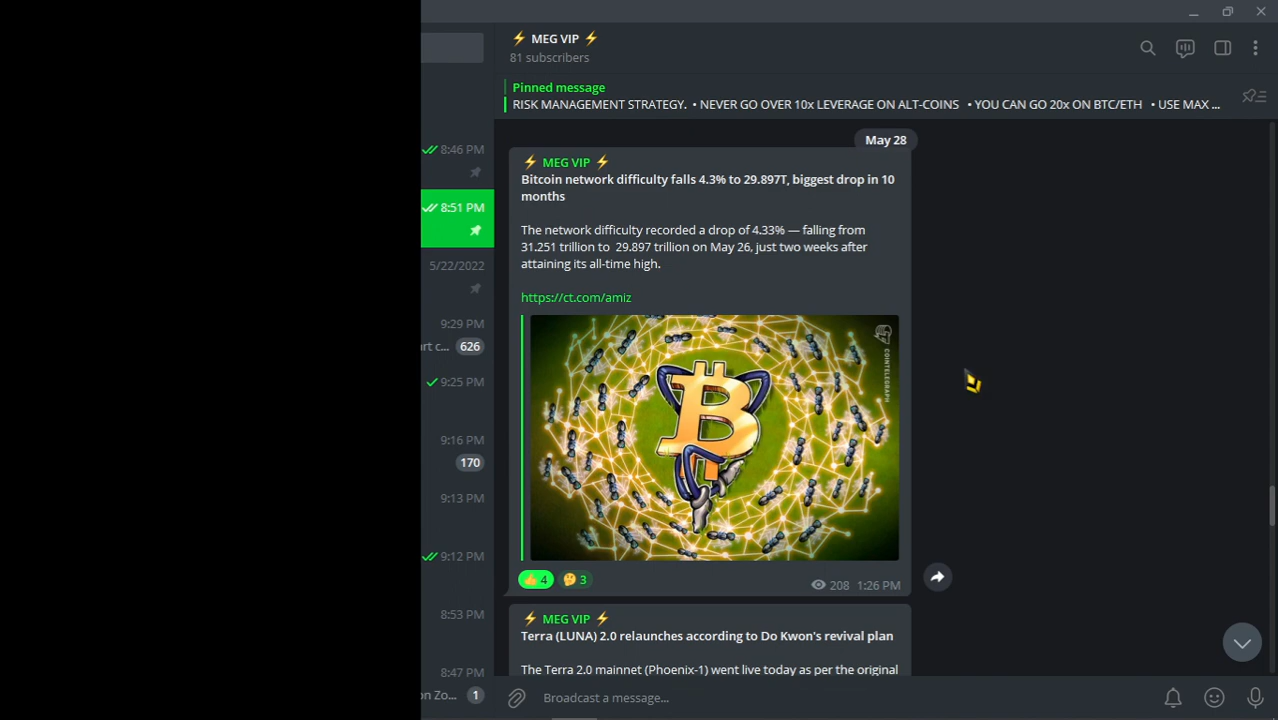 ⚡ MEG VIP ⚡
81 subscribers
Pinned message
RISK MANAGEMENT STRATEGY. • NEVER GO OVER 10x LEVERAGE ON ALT-COINS • YOU CAN GO 20x ON BTC/ETH • USE MAX ...
8:46 PM
8:51 PM
5/22/2022
9:29 PM
art c... 626
9:25 PM
9:16 PM
170
9:13 PM
9:12 PM
8:53 PM
8:47 PM
on Zo... 1
May 28
⚡ MEG VIP ⚡
Bitcoin network difficulty falls 4.3% to 29.897T, biggest drop in 10
months
The network difficulty recorded a drop of 4.33% — falling from
31.251 trillion to 29.897 trillion on May 26, just two weeks after
attaining its all-time high.
https://ct.com/amiz
COINTELEGRAPH
👍 4 🤔 3
208 1:26 PM
⚡ MEG VIP ⚡
Terra (LUNA) 2.0 relaunches according to Do Kwon's revival plan
The Terra 2.0 mainnet (Phoenix-1) went live today as per the original
Broadcast a message...